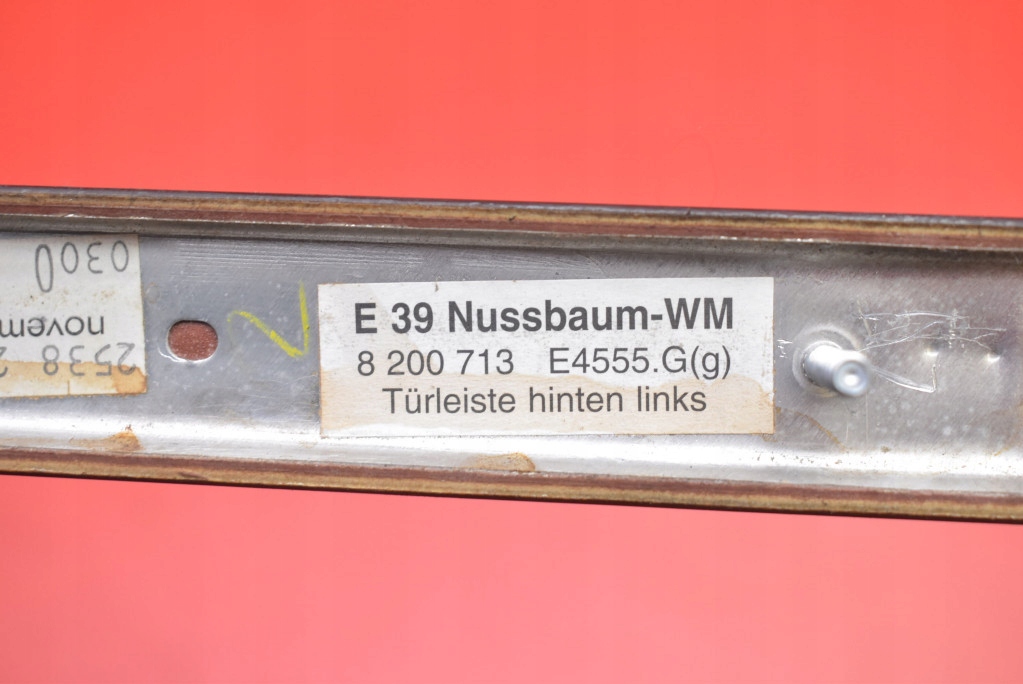 E 39 Nussbaum-WM
8 200 713 E4555.G(g)
Türleiste hinten links
2538
novem
0300